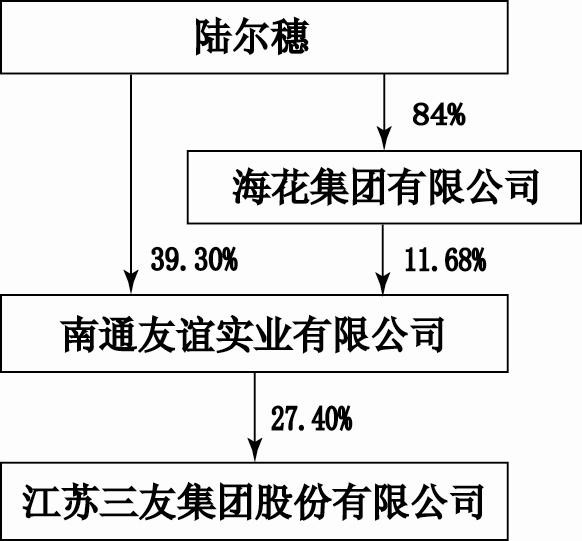 陆尔穗
84%
海花集团有限公司
39.30%
11.68%
南通友谊实业有限公司
27.40%
江苏三友集团股份有限公司